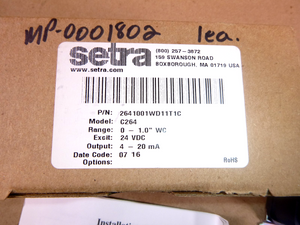 MP-0001802 1ea.
setra
(800) 257-3872
159 SWANSON ROAD
BOXBOROUGH, MA 01719 USA
www.setra.com
P/N: 2641001WD11T1C
Model: C264
Range: 0 - 1.0" WC
Excit: 24 VDC
Output: 4 - 20 mA
Date Code: 07 16
Options:
RoHS